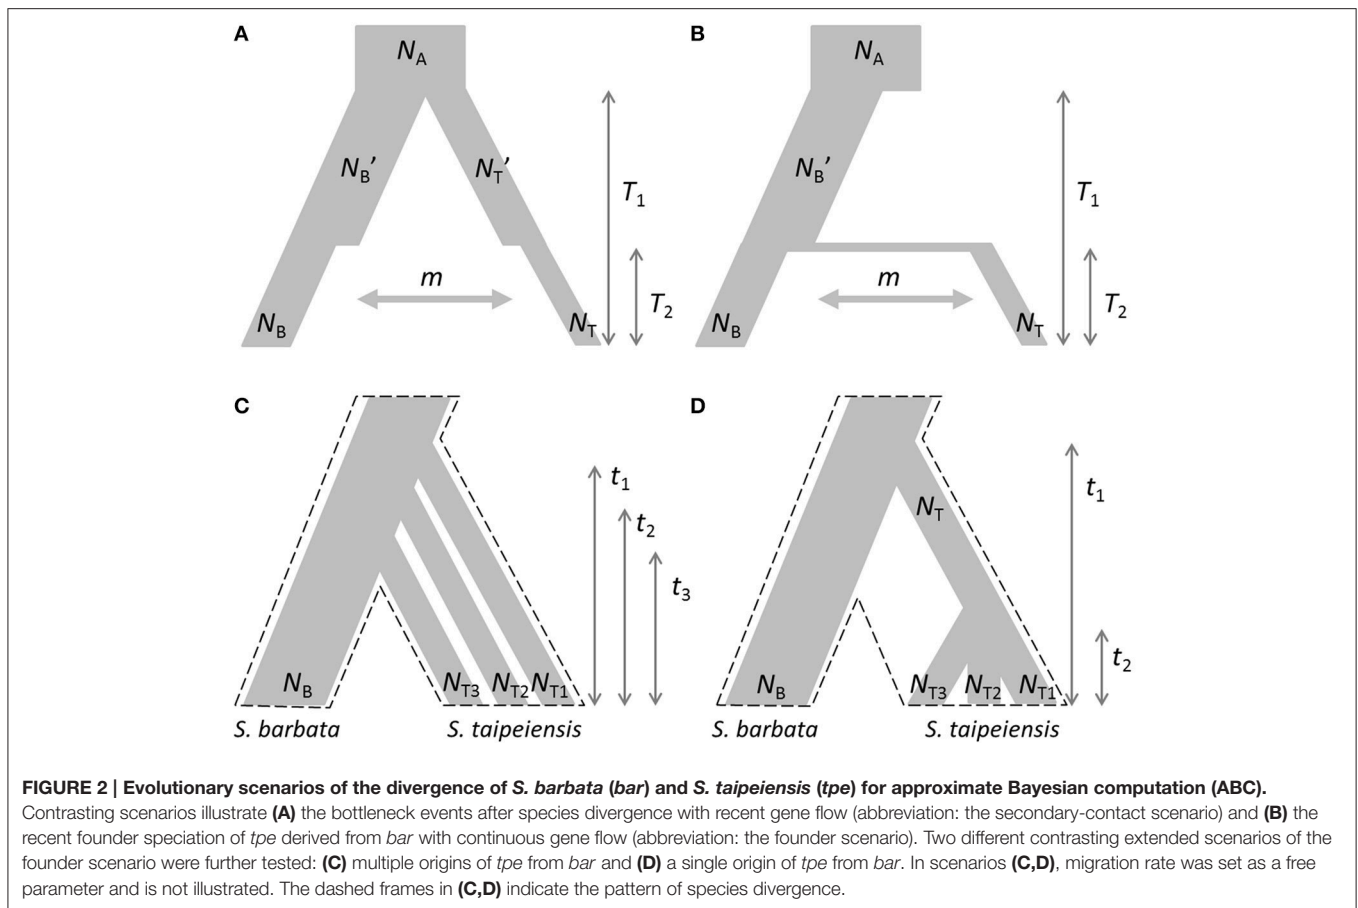 A
B
N_A
N_A
N_B'
N_T'
N_B'
T_1
T_1
m
m
T_2
T_2
N_B
N_T
N_B
N_T
C
D
t_1
t_1
N_T
t_2
t_3
t_2
N_B
N_T3
N_T2
N_T1
N_B
N_T3
N_T2
N_T1
S. barbata
S. taipeiensis
S. barbata
S. taipeiensis
FIGURE 2 | Evolutionary scenarios of the divergence of S. barbata (bar) and S. taipeiensis (tpe) for approximate Bayesian computation (ABC).
Contrasting scenarios illustrate (A) the bottleneck events after species divergence with recent gene flow (abbreviation: the secondary-contact scenario) and (B) the
recent founder speciation of tpe derived from bar with continuous gene flow (abbreviation: the founder scenario). Two different contrasting extended scenarios of the
founder scenario were further tested: (C) multiple origins of tpe from bar and (D) a single origin of tpe from bar. In scenarios (C,D), migration rate was set as a free
parameter and is not illustrated. The dashed frames in (C,D) indicate the pattern of species divergence.